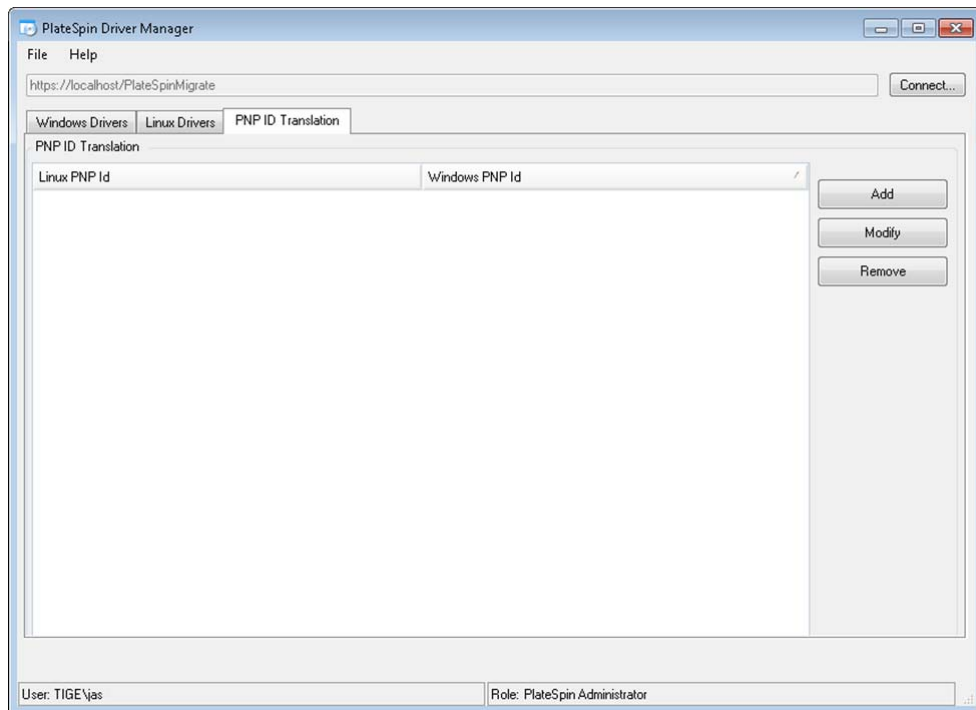 PlateSpin Driver Manager
File Help
https://localhost/PlateSpinMigrate
Connect...
Windows Drivers Linux Drivers PNP ID Translation
PNP ID Translation
Linux PNP Id Windows PNP Id
Add
Modify
Remove
User: TIGE\jas Role: PlateSpin Administrator